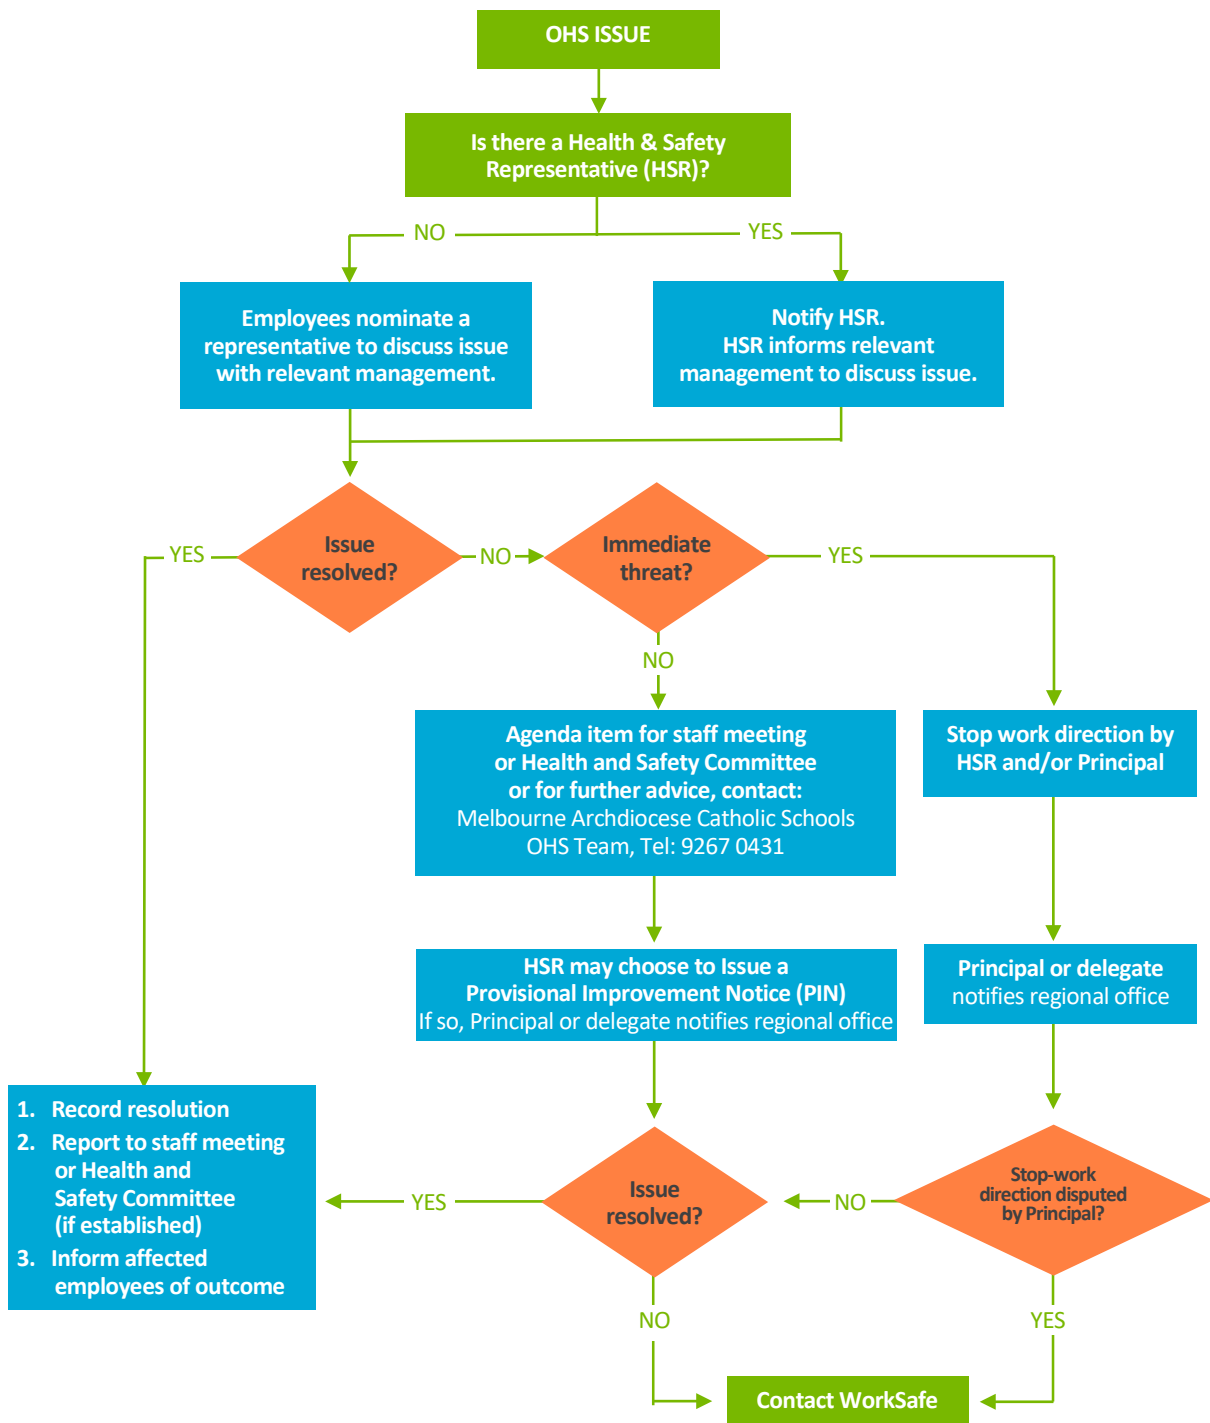 OHS ISSUE
Is there a Health & Safety
Representative (HSR)?
NO
YES
Employees nominate a
representative to discuss issue
with relevant management.
Notify HSR.
HSR informs relevant
management to discuss issue.
YES
Issue
resolved?
NO
Immediate
threat?
YES
NO
Agenda item for staff meeting
or Health and Safety Committee
or for further advice, contact:
Melbourne Archdiocese Catholic Schools
OHS Team, Tel: 9267 0431
Stop work direction by
HSR and/or Principal
HSR may choose to Issue a
Provisional Improvement Notice (PIN)
If so, Principal or delegate notifies regional office
Principal or delegate
notifies regional office
1. Record resolution
2. Report to staff meeting
or Health and
Safety Committee
(if established)
3. Inform affected
employees of outcome
YES
Issue
resolved?
NO
Stop-work
direction disputed
by Principal?
NO
YES
Contact WorkSafe